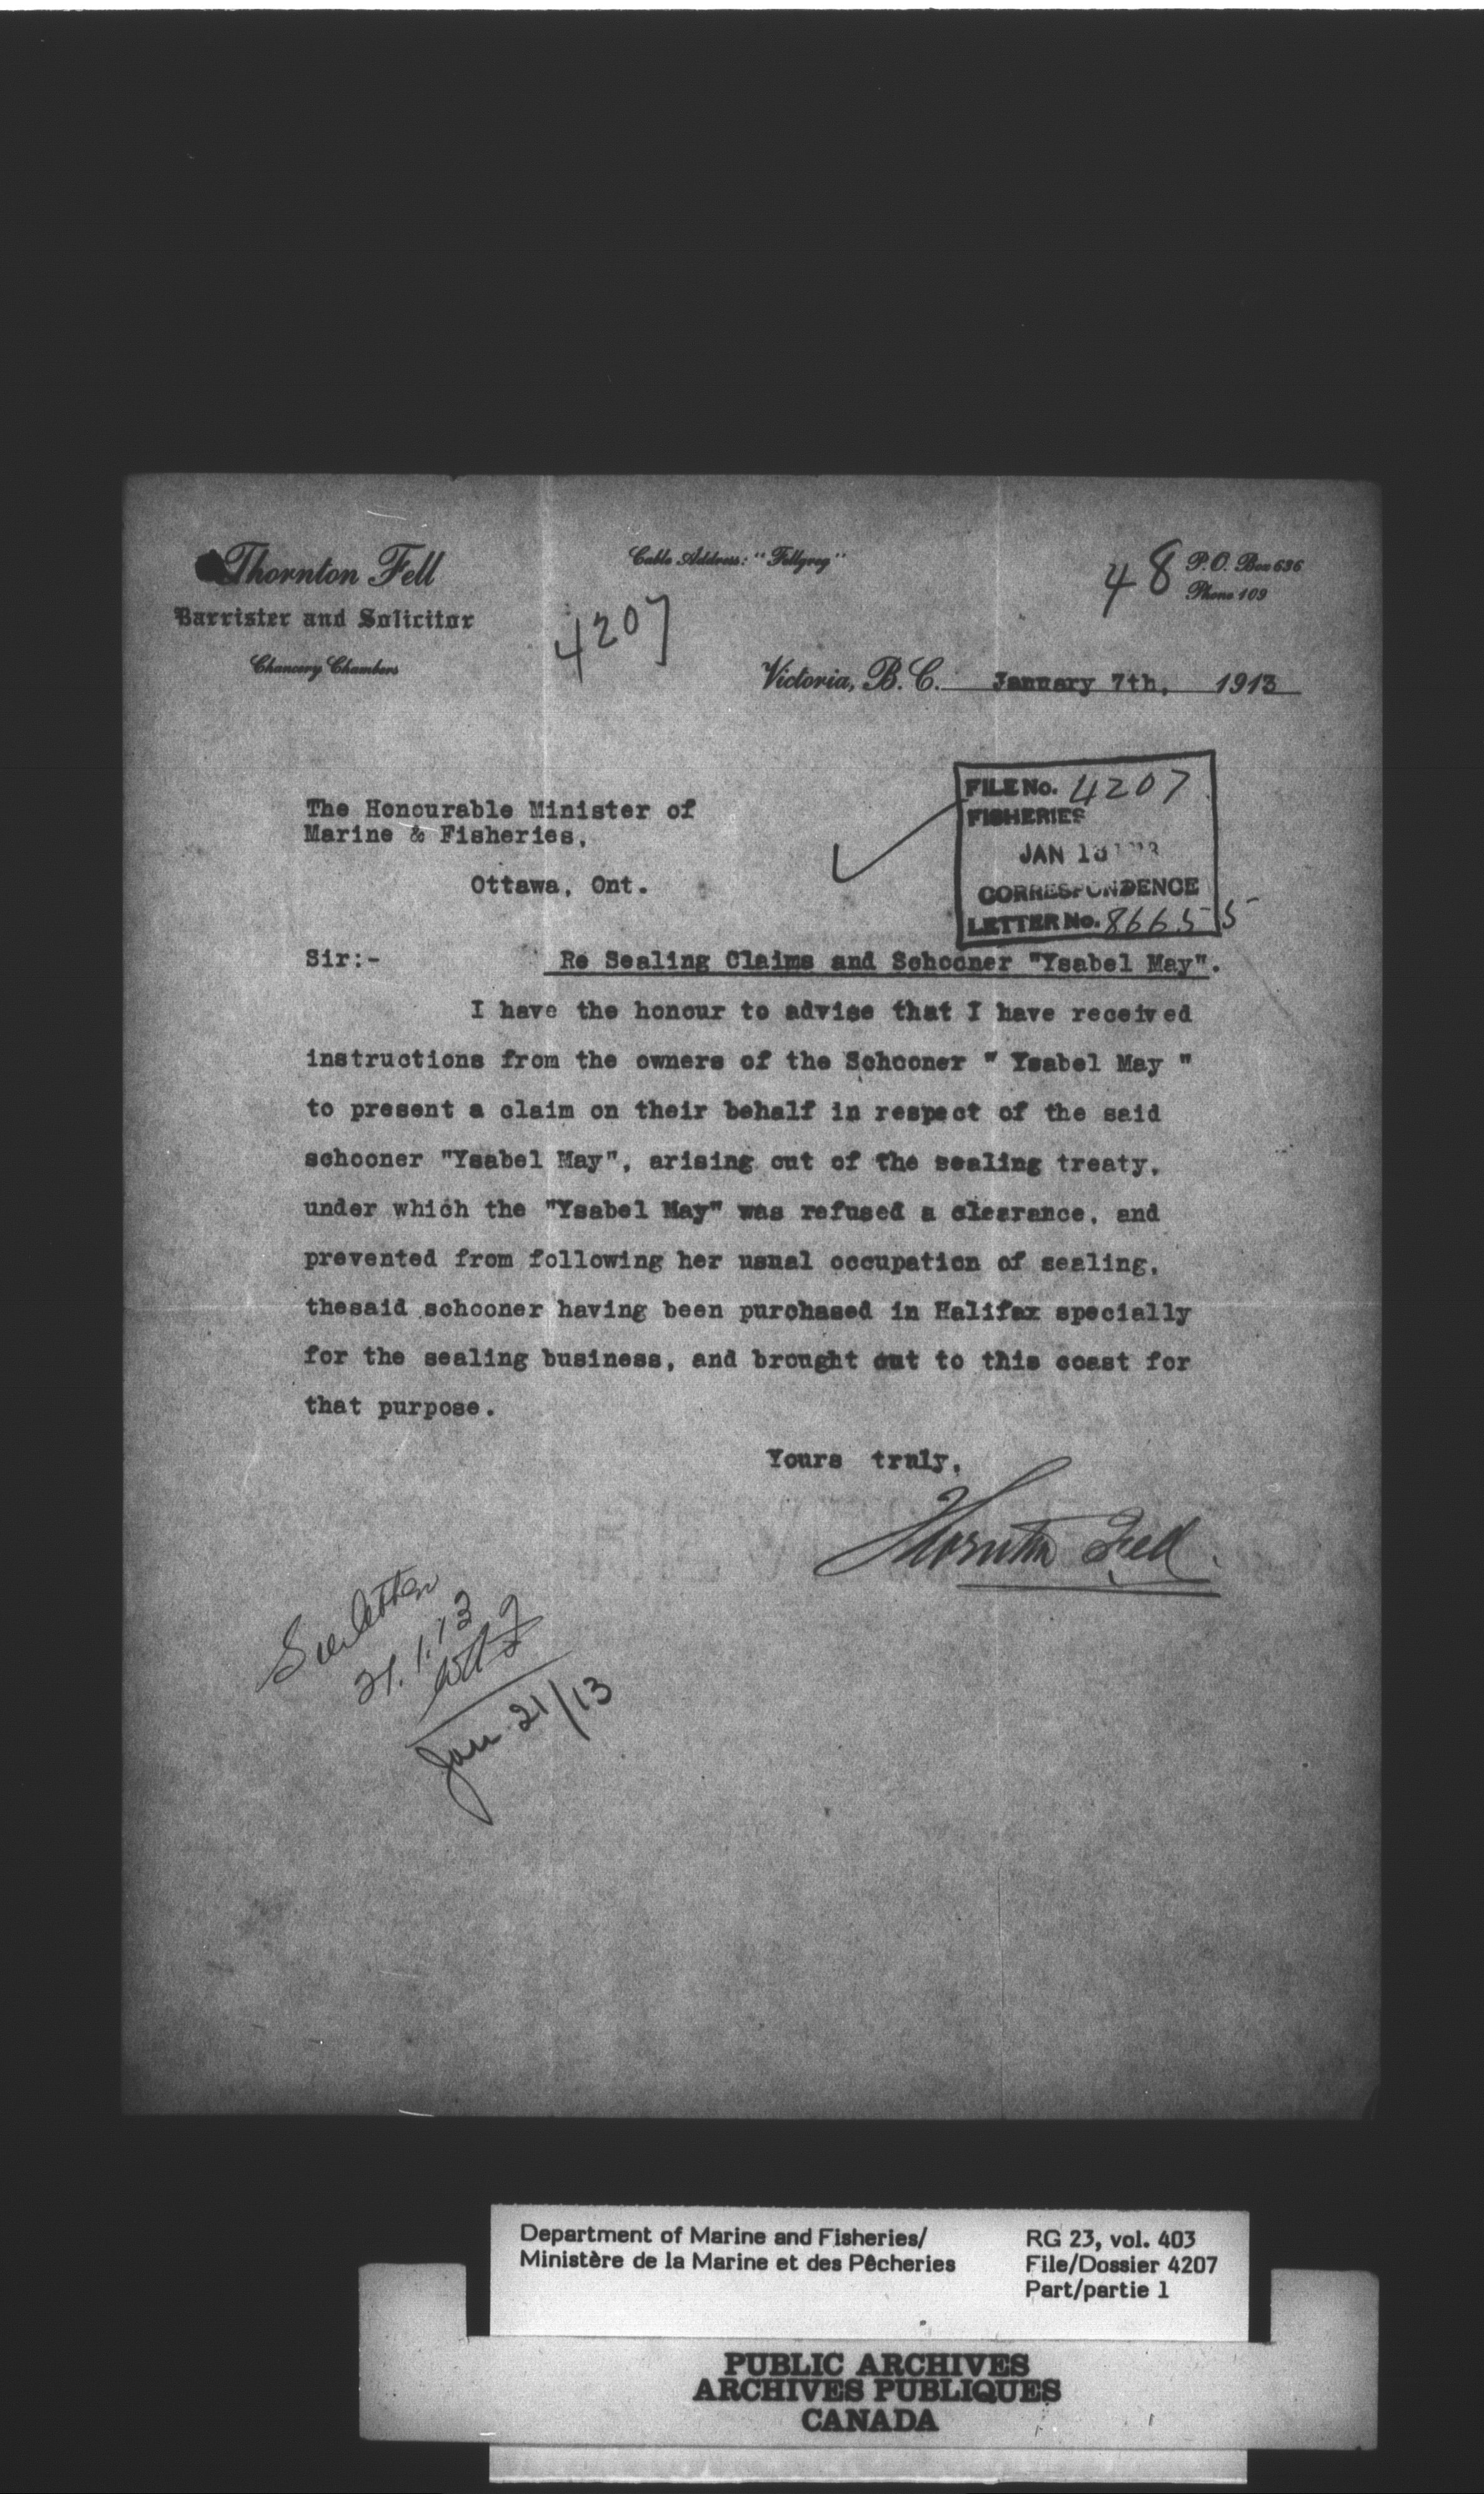 Thornton Fell
Barrister and Solicitor
Chancery Chambers
Cable Address: "Fellgreg"
48
P.O. Box 636
Phone 109
4207
Victoria, B.C. January 7th, 1913
FILE No. 4207
FISHERIES
JAN 13
CORRESPONDENCE
LETTER No. 86655
The Honourable Minister of
Marine & Fisheries,
Ottawa, Ont.
Sir:- Re Sealing Claims and Schooner "Ysabel May".
I have the honour to advise that I have received
instructions from the owners of the Schooner " Ysabel May "
to present a claim on their behalf in respect of the said
schooner "Ysabel May", arising out of the sealing treaty,
under which the "Ysabel May" was refused a clearance, and
prevented from following her usual occupation of sealing,
thesaid schooner having been purchased in Halifax specially
for the sealing business, and brought out to this coast for
that purpose.
Yours truly,
Thornton Fell.
21.1.13
Jan 21/13
Department of Marine and Fisheries/
Ministère de la Marine et des Pêcheries
RG 23, vol. 403
File/Dossier 4207
Part/partie 1
PUBLIC ARCHIVES
ARCHIVES PUBLIQUES
CANADA